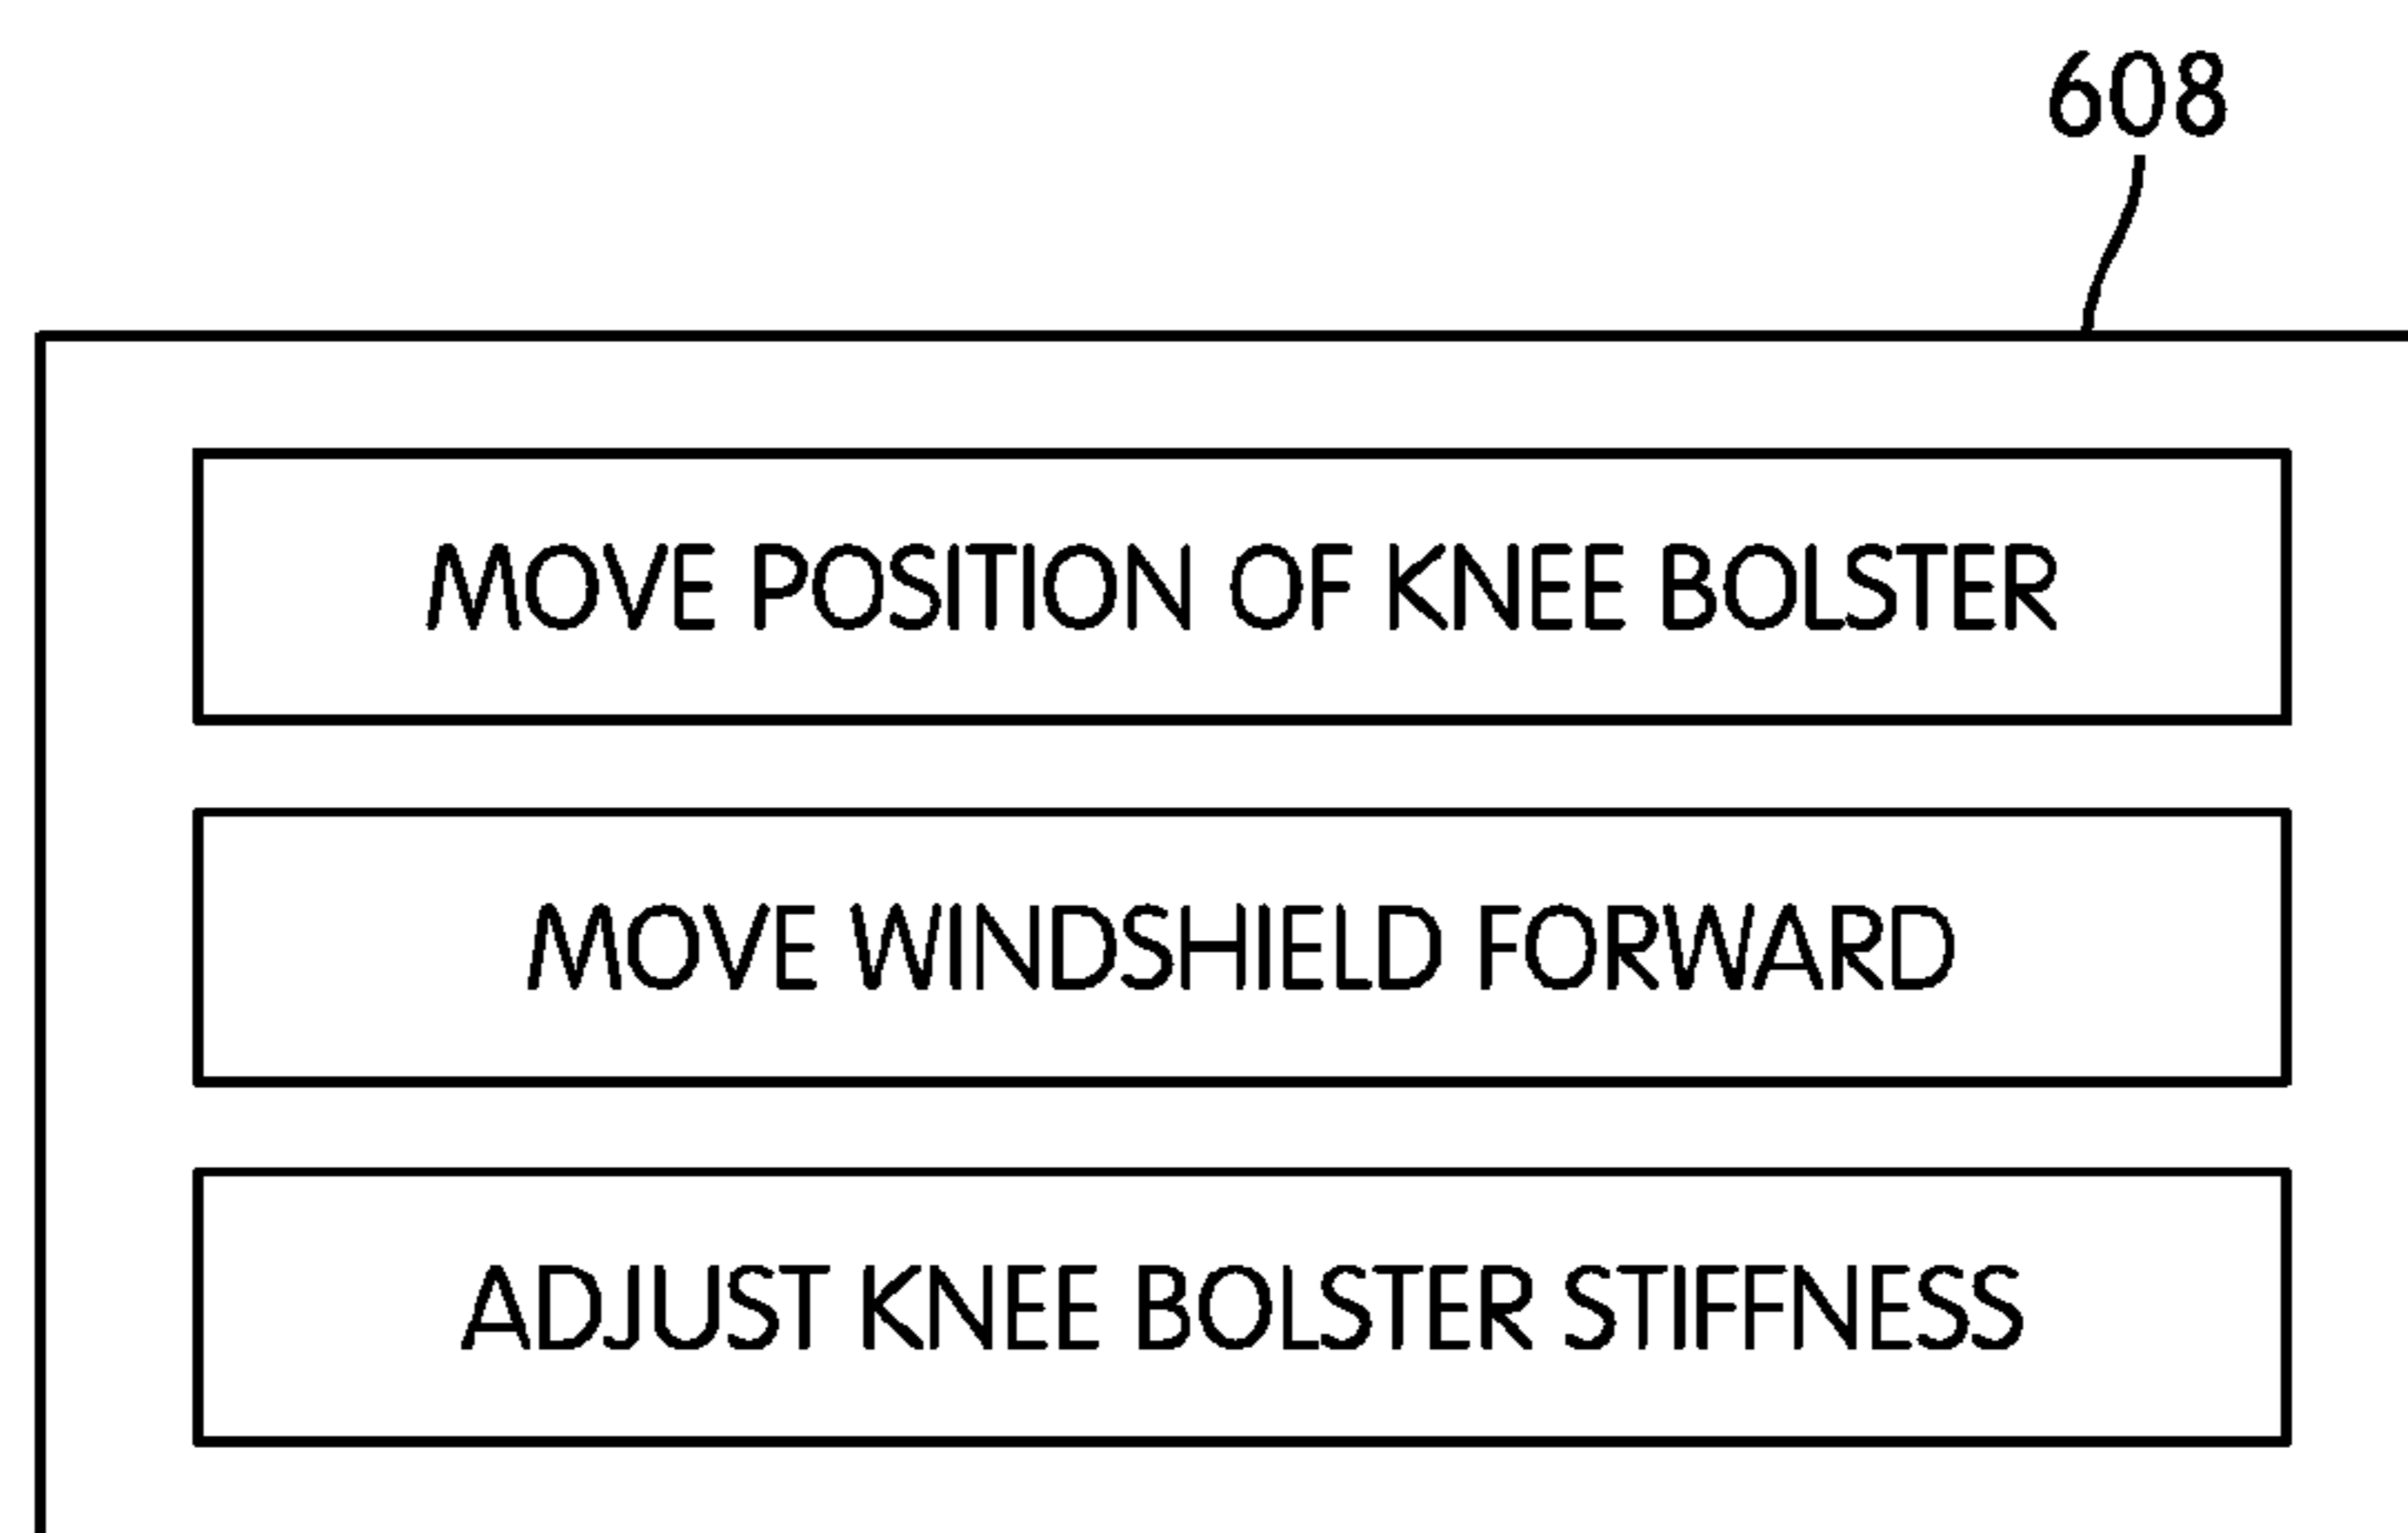 608
MOVE POSITION OF KNEE BOLSTER
MOVE WINDSHIELD FORWARD
ADJUST KNEE BOLSTER STIFFNESS